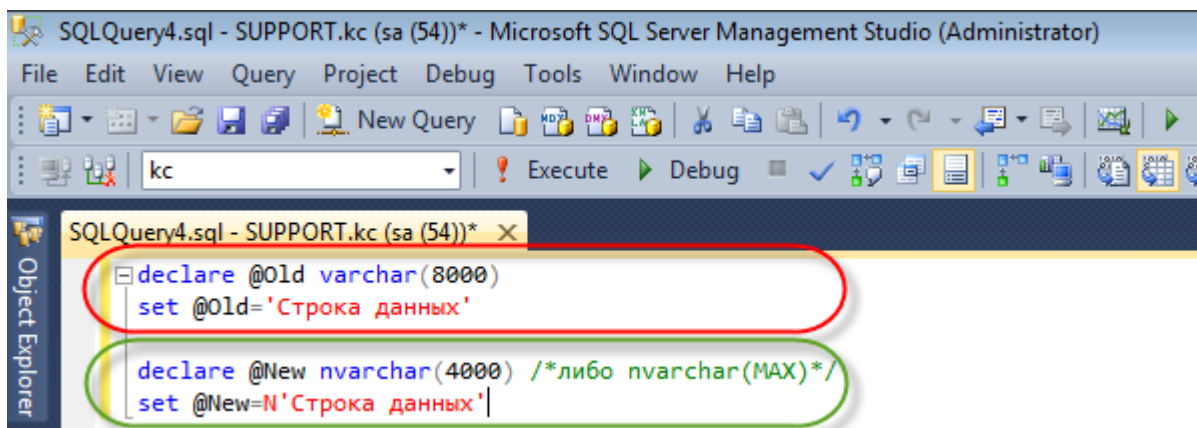 SQLQuery4.sql - SUPPORT.kc (sa (54))* - Microsoft SQL Server Management Studio (Administrator)
File Edit View Query Project Debug Tools Window Help
New Query
kc Execute Debug
SQLQuery4.sql - SUPPORT.kc (sa (54))*
Object Explorer
declare @Old varchar(8000)
set @Old='Строка данных'
declare @New nvarchar(4000) /*либо nvarchar(MAX)*/
set @New=N'Строка данных'